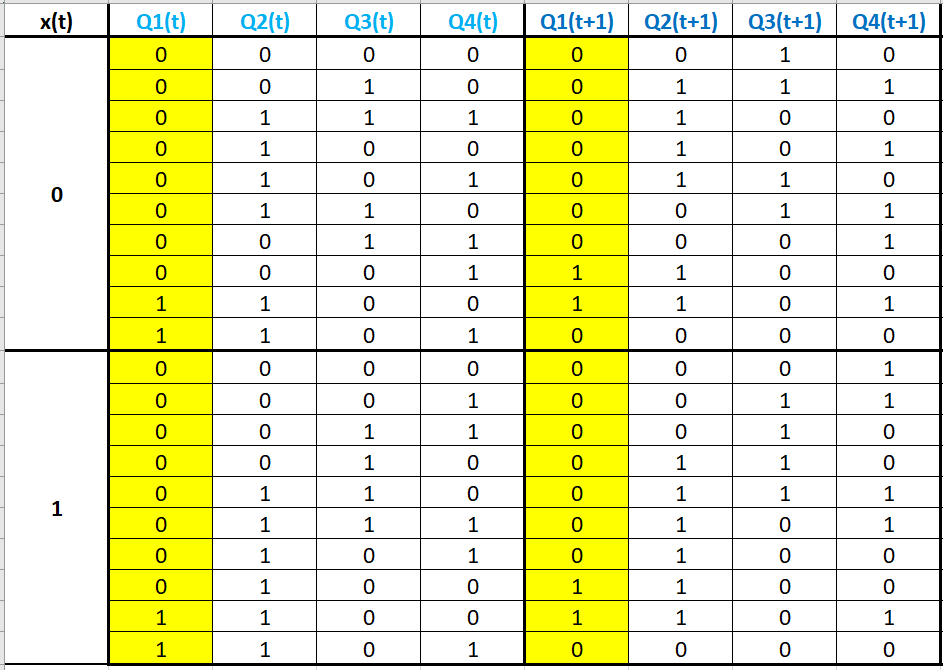 x(t) Q1(t) Q2(t) Q3(t) Q4(t) Q1(t+1) Q2(t+1) Q3(t+1) Q4(t+1)
0 0 0 0 0 0 1 0
0 0 1 0 0 1 1 1
0 1 1 1 0 1 0 0
0 1 0 0 0 1 0 1
0 1 0 1 0 1 1 0
0
0 1 1 0 0 0 1 1
0 0 1 1 0 0 0 1
0 0 0 1 1 1 0 0
1 1 0 0 1 1 0 1
1 1 0 1 0 0 0 0
0 0 0 0 0 0 0 1
0 0 0 1 0 0 1 1
0 0 1 1 0 0 1 0
0 0 1 0 0 1 1 0
0 1 1 0 0 1 1 1
1
0 1 1 1 0 1 0 1
0 1 0 1 0 1 0 0
0 1 0 0 1 1 0 0
1 1 0 0 1 1 0 1
1 1 0 1 0 0 0 0